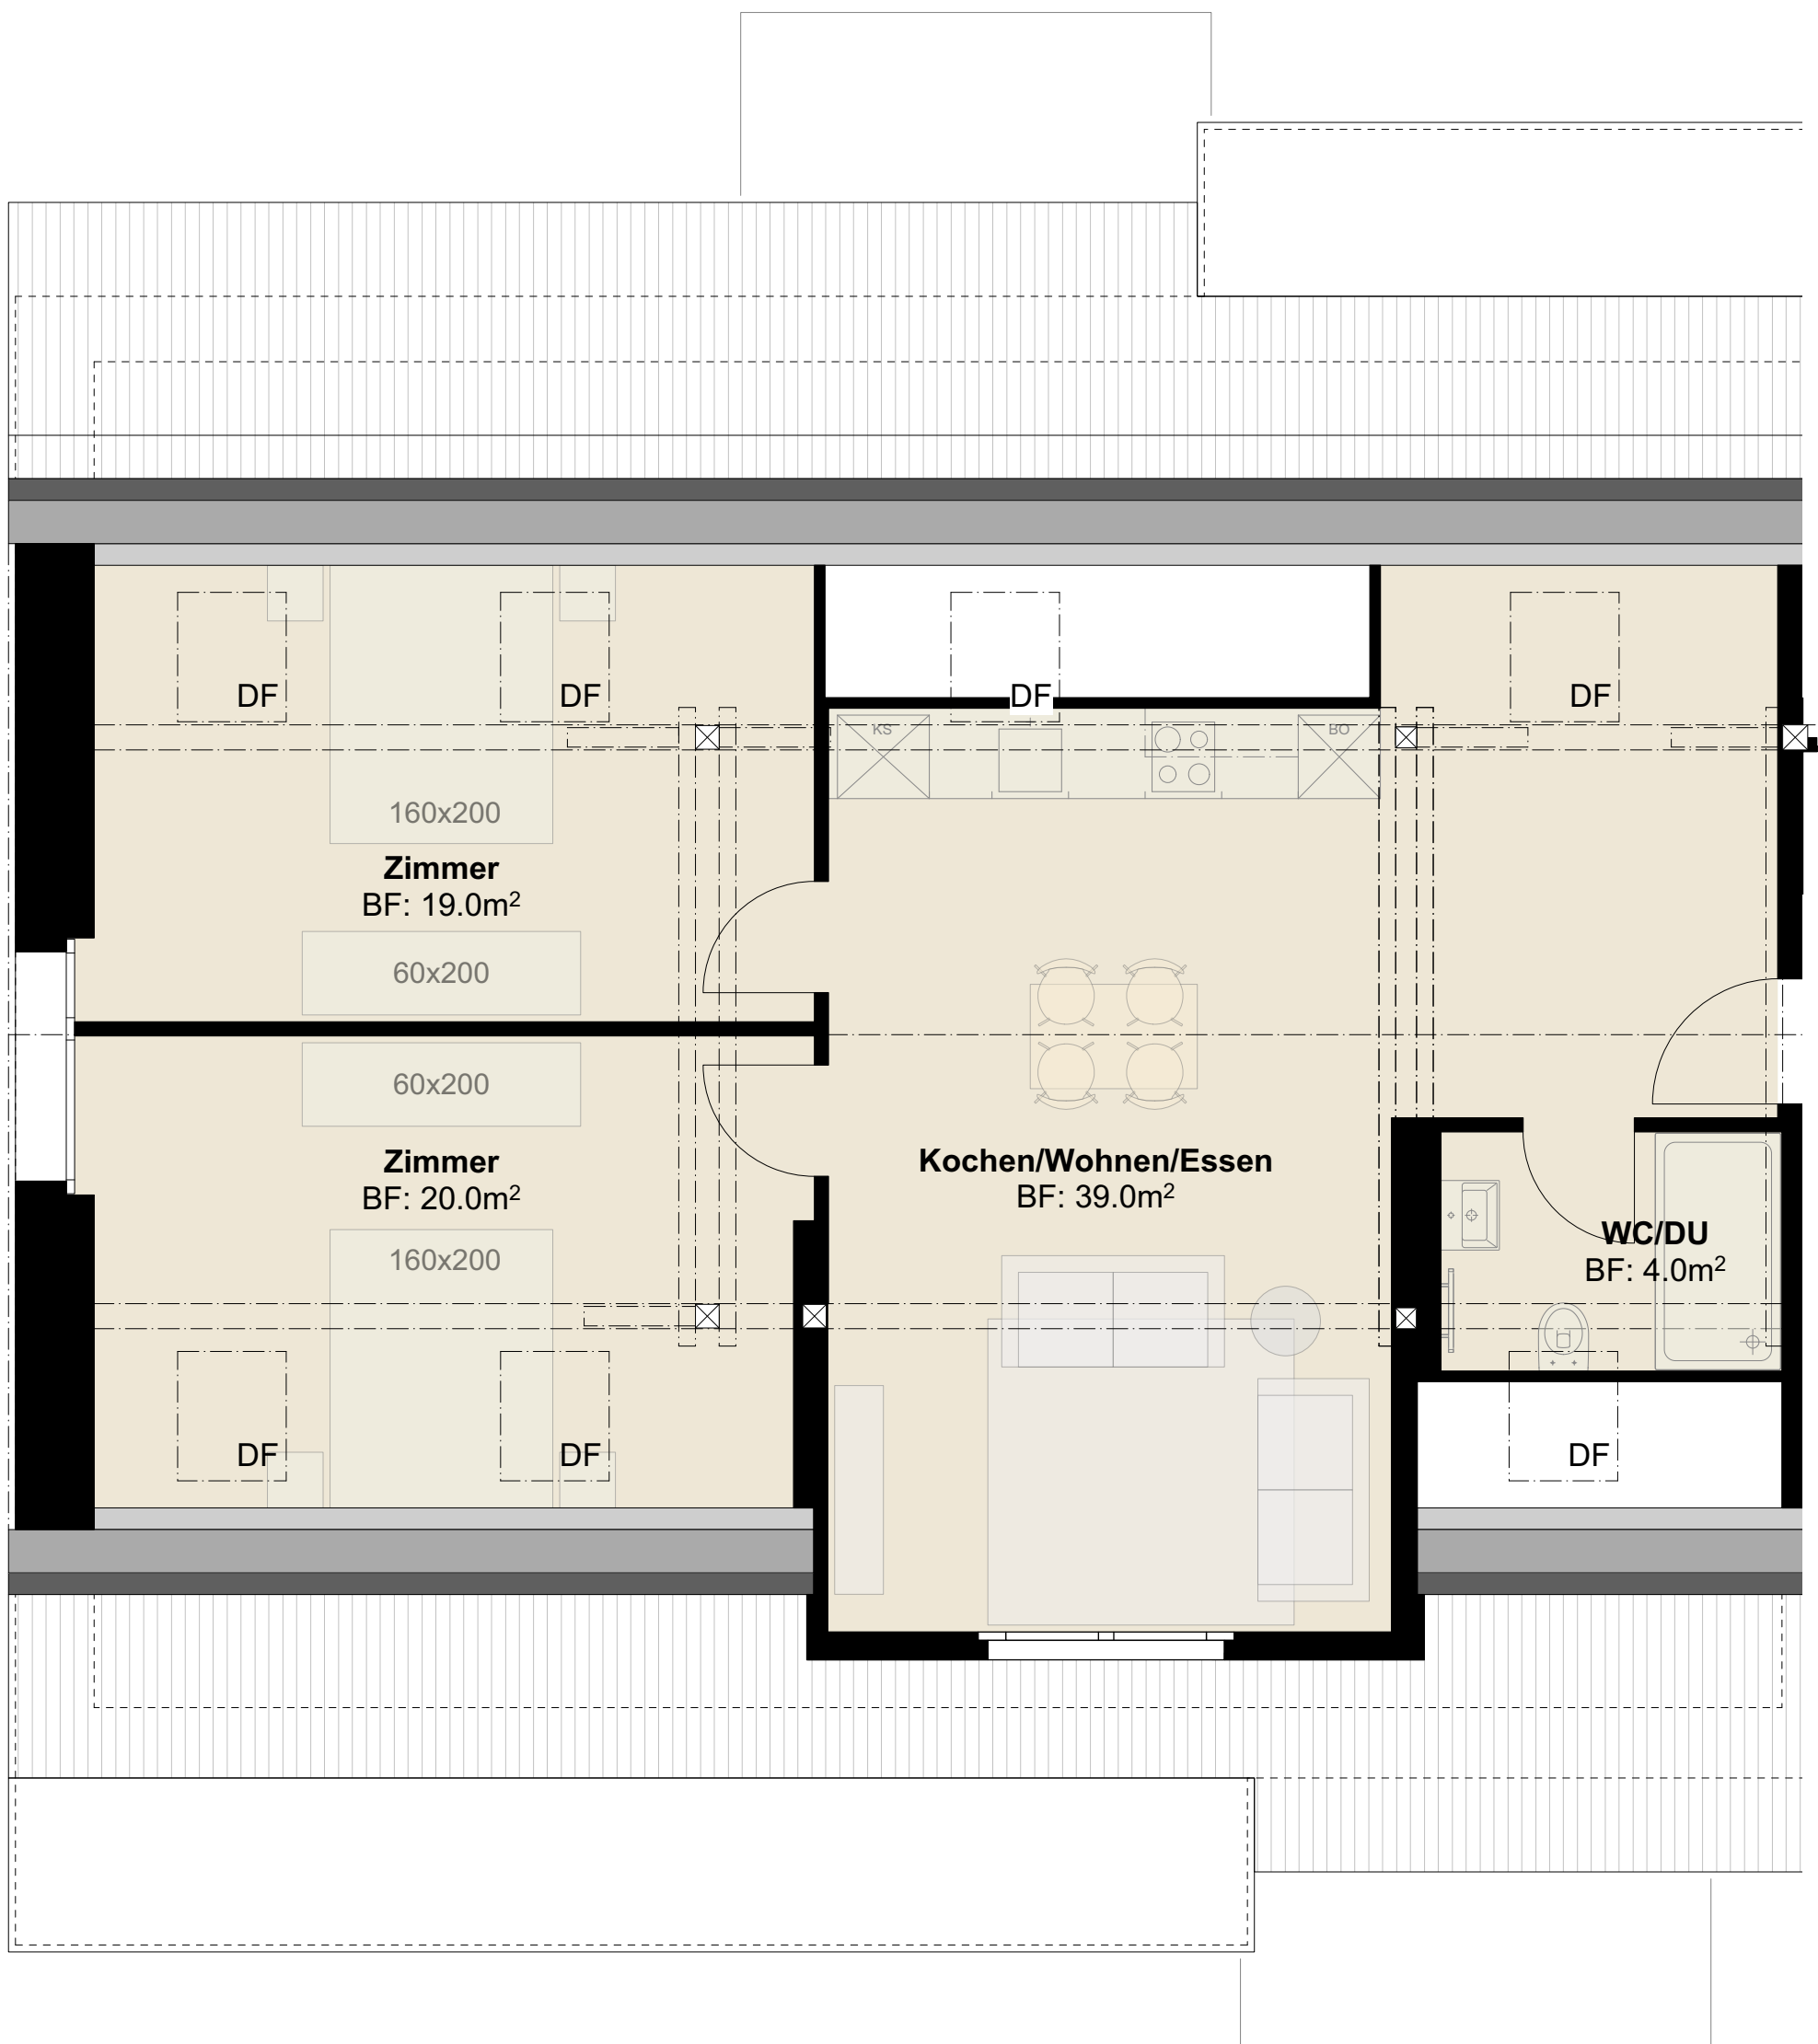 DF
DF
DF
DF
KS
BO
160x200
Zimmer
BF: 19.0m²
60x200
60x200
Zimmer
BF: 20.0m²
160x200
Kochen/Wohnen/Essen
BF: 39.0m²
WC/DU
BF: 4.0m²
DF
DF
DF